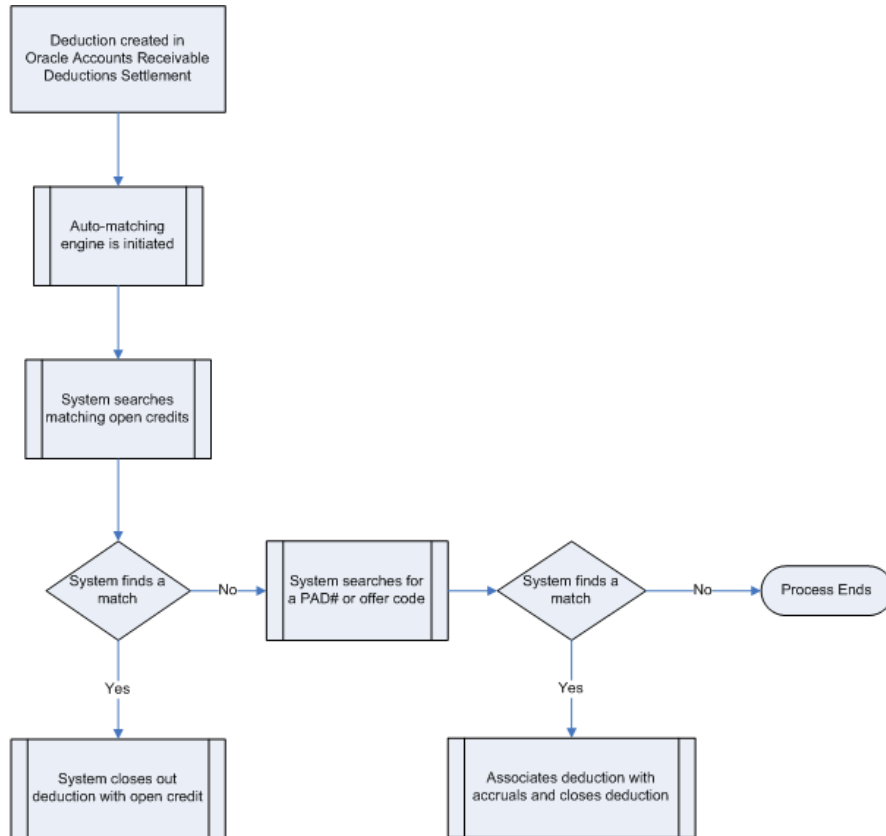 Deduction created in
Oracle Accounts Receivable
Deductions Settlement
Auto-matching
engine is initiated
System searches
matching open credits
System finds a
match
No
System searches for
a PAD# or offer code
System finds a
match
No
Process Ends
Yes
Yes
System closes out
deduction with open credit
Associates deduction with
accruals and closes deduction